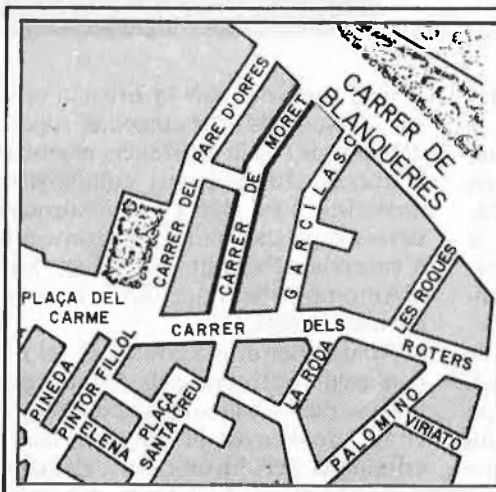 CARRER DEL PARE D'ORFES
CARRER DE MORET
GARCILASO
CARRER DE
BLANQUERIES
LES ROQUES
PLAÇA DEL
CARME
CARRER DELS ROTERS
PINEDA
PINTOR FILLOL
TELENA
PLAÇA
SANTA CREU
LA RODA
PALOMINO
VIRIATO